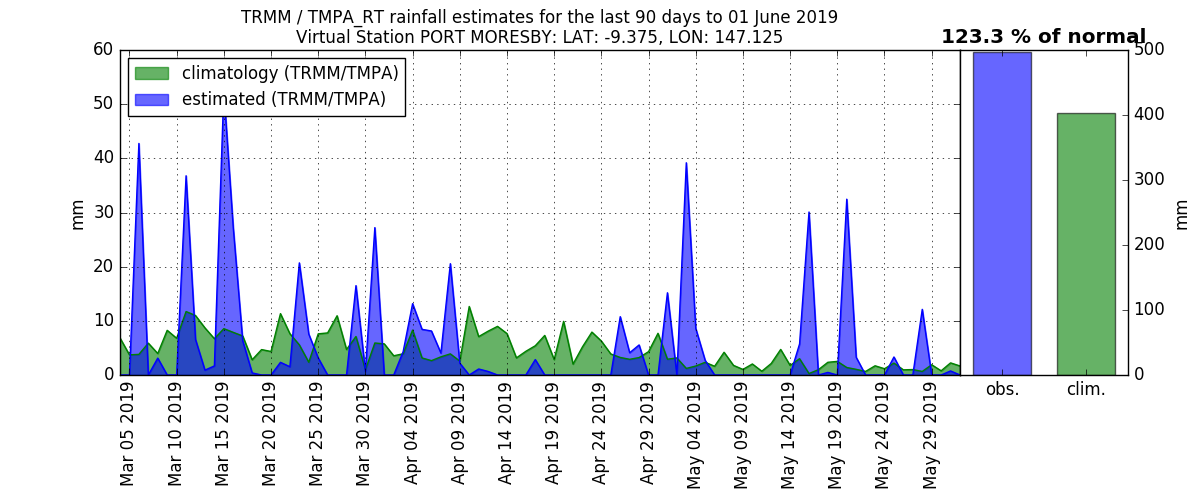 TRMM / TMPA_RT rainfall estimates for the last 90 days to 01 June 2019
Virtual Station PORT MORESBY: LAT: -9.375, LON: 147.125
123.3 % of normal
climatology (TRMM/TMPA)
estimated (TRMM/TMPA)
60
50
40
30
20
10
0
mm
Mar 05 2019
Mar 10 2019
Mar 15 2019
Mar 20 2019
Mar 25 2019
Mar 30 2019
Apr 04 2019
Apr 09 2019
Apr 14 2019
Apr 19 2019
Apr 24 2019
Apr 29 2019
May 04 2019
May 09 2019
May 14 2019
May 19 2019
May 24 2019
May 29 2019
obs.
clim.
500
400
300
200
100
0
mm